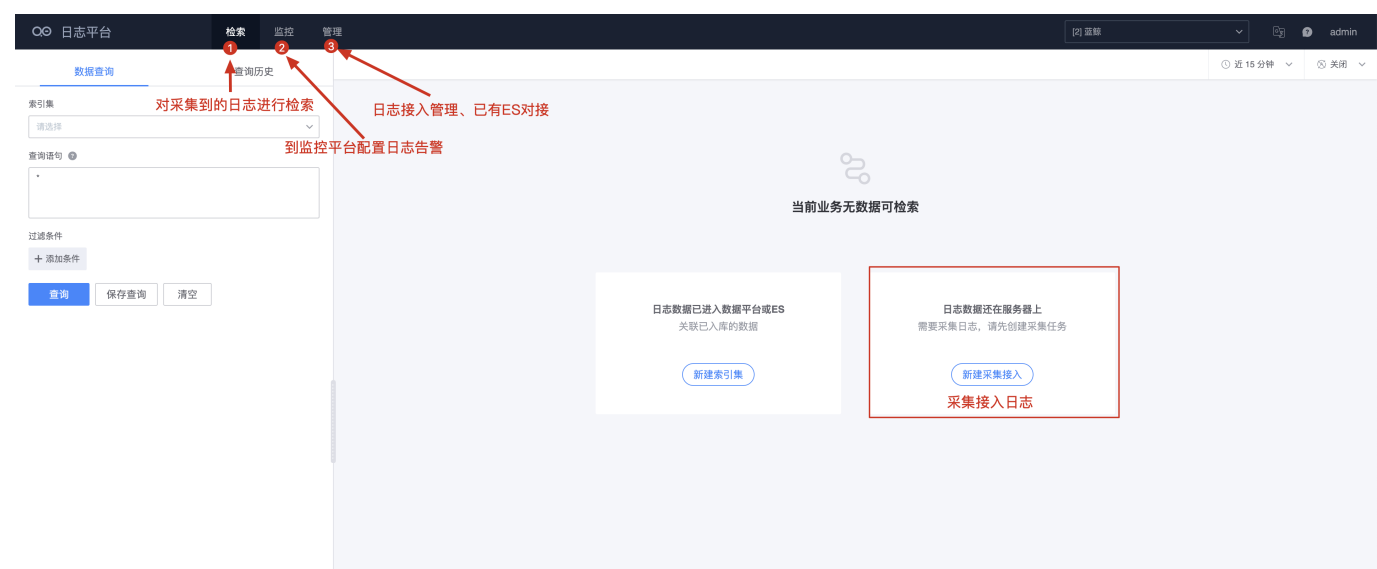 日志平台
检索
监控
管理
[2] 蓝鲸
admin
1
2
3
数据查询
查询历史
近 15 分钟
关闭
索引集
对采集到的日志进行检索
日志接入管理、已有ES对接
请选择
到监控平台配置日志告警
查询语句
*
当前业务无数据可检索
过滤条件
+ 添加条件
查询
保存查询
清空
日志数据已进入数据平台或ES
关联已入库的数据
新建索引集
日志数据还在服务器上
需要采集日志，请先创建采集任务
新建采集接入
采集接入日志